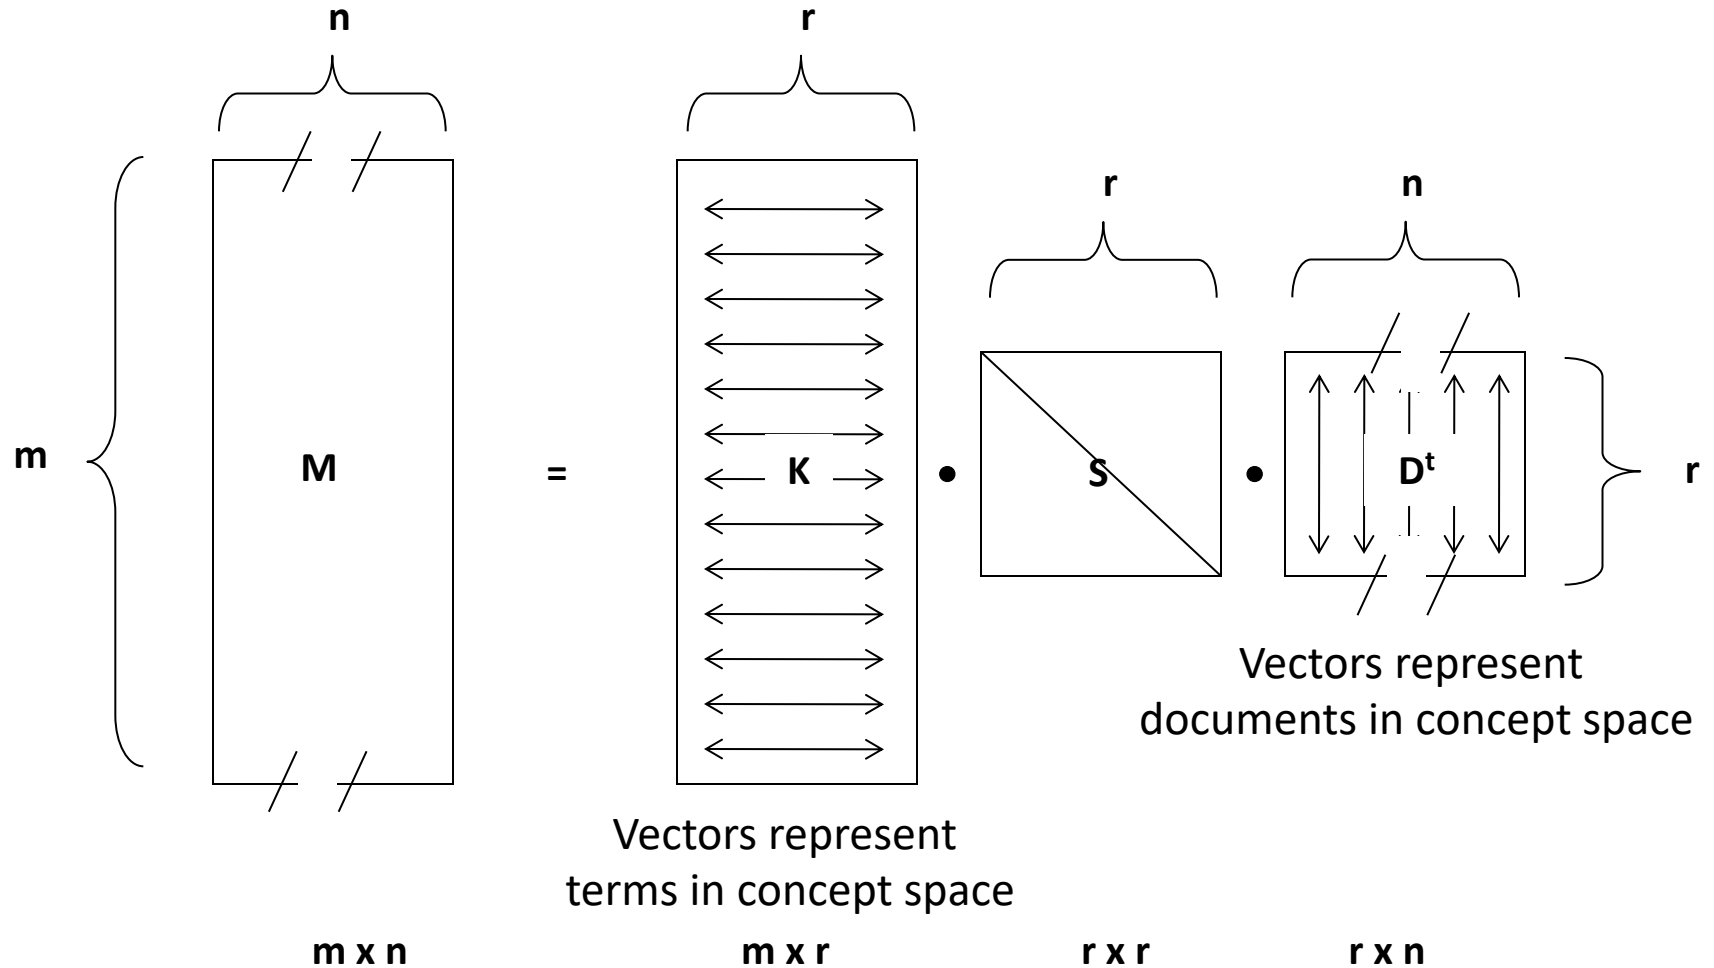 n
r
r
n
m
M
=
K
•
S
•
Dᵗ
r
Vectors represent
documents in concept space
Vectors represent
terms in concept space
m x n
m x r
r x r
r x n